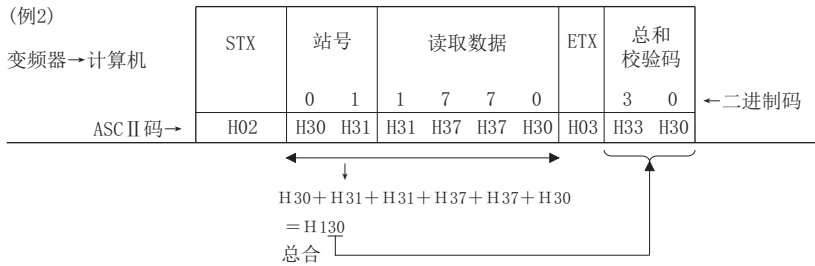 (例2)
变频器→计算机
STX 站号 读取数据 ETX 总和校验码
0 1 1 7 7 0 3 0 ←二进制码
ASCⅡ码→ H02 H30 H31 H31 H37 H37 H30 H03 H33 H30
↓
H30+H31+H31+H37+H37+H30
=H130
总合